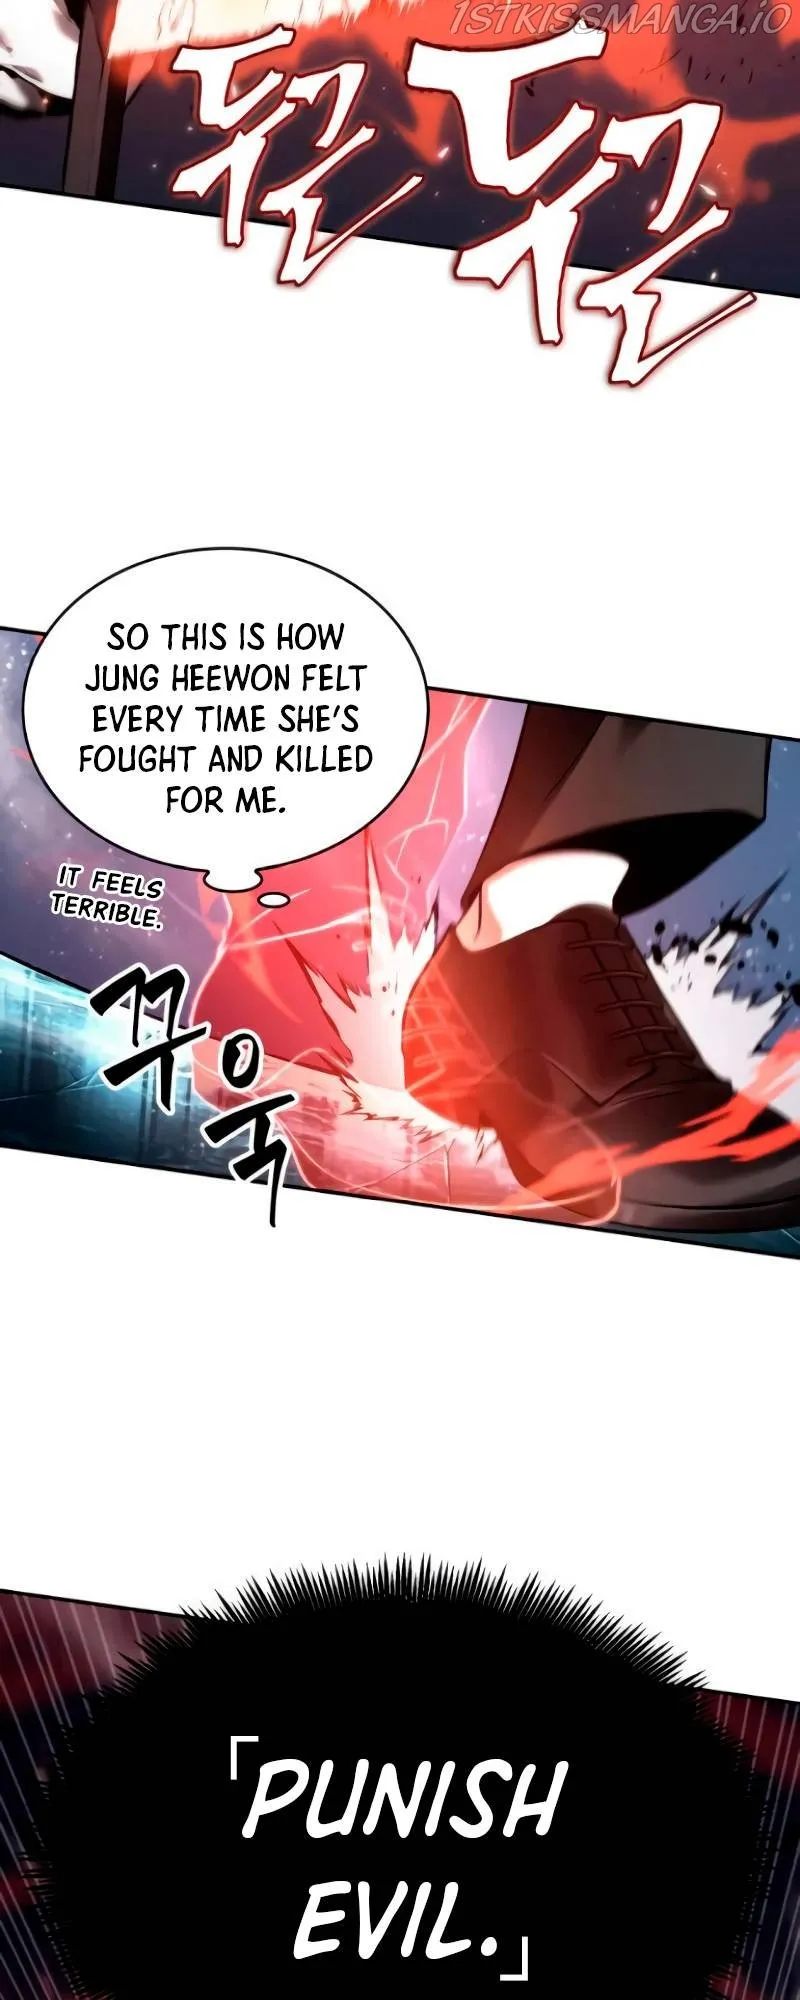 1STKISSMANGA.IO
두근
두근
SO THIS IS HOW
JUNG HEEWON FELT
EVERY TIME SHE'S
FOUGHT AND KILLED
FOR ME.
IT FEELS
TERRIBLE.
꾸욱
「PUNISH
EVIL.」